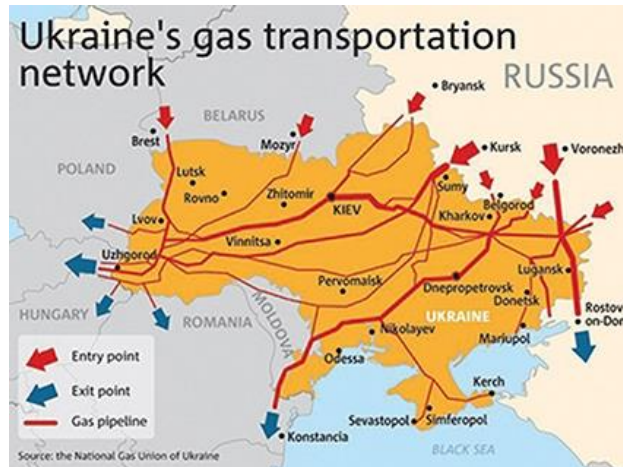 Ukraine's gas transportation
network
RUSSIA
Bryansk
BELARUS
Brest
Mozyr
Kursk
Voronezh
POLAND
Lutsk
Rovno
Zhitomir
KIEV
Sumy
Belgorod
Kharkov
Lvov
Uzhgorod
Vinnitsa
Lugansk
Pervomaisk
Dnepropetrovsk
Donetsk
HUNGARY
ROMANIA
MOLDOVA
UKRAINE
Rostov
-on-Don
Nikolayev
Mariupol
Odessa
Kerch
Entry point
Exit point
Gas pipeline
Sevastopol
Simferopol
Konstancia
BLACK SEA
Source: the National Gas Union of Ukraine